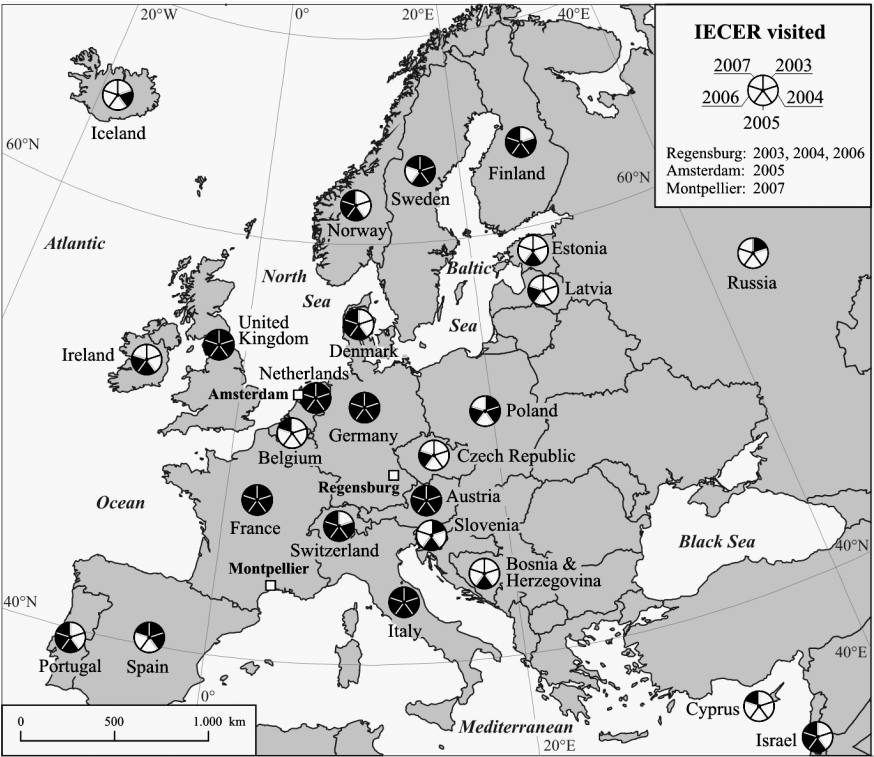 20°W
0°
20°E
40°E
IECER visited
2007
2003
2006
2004
2005
Regensburg: 2003, 2004, 2006
Amsterdam: 2005
Montpellier: 2007
Iceland
60°N
60°N
Finland
Sweden
Norway
Atlantic
Estonia
Russia
North
Sea
Baltic
Sea
Latvia
United
Kingdom
Ireland
Denmark
Netherlands
Amsterdam
Germany
Poland
Belgium
Czech Republic
Regensburg
Ocean
Austria
France
Slovenia
Switzerland
Black Sea
40°N
Montpellier
Bosnia &
Herzegovina
40°N
Italy
Portugal
Spain
40°E
0°
Cyprus
Mediterranean
Israel
20°E
0
500
1.000 km